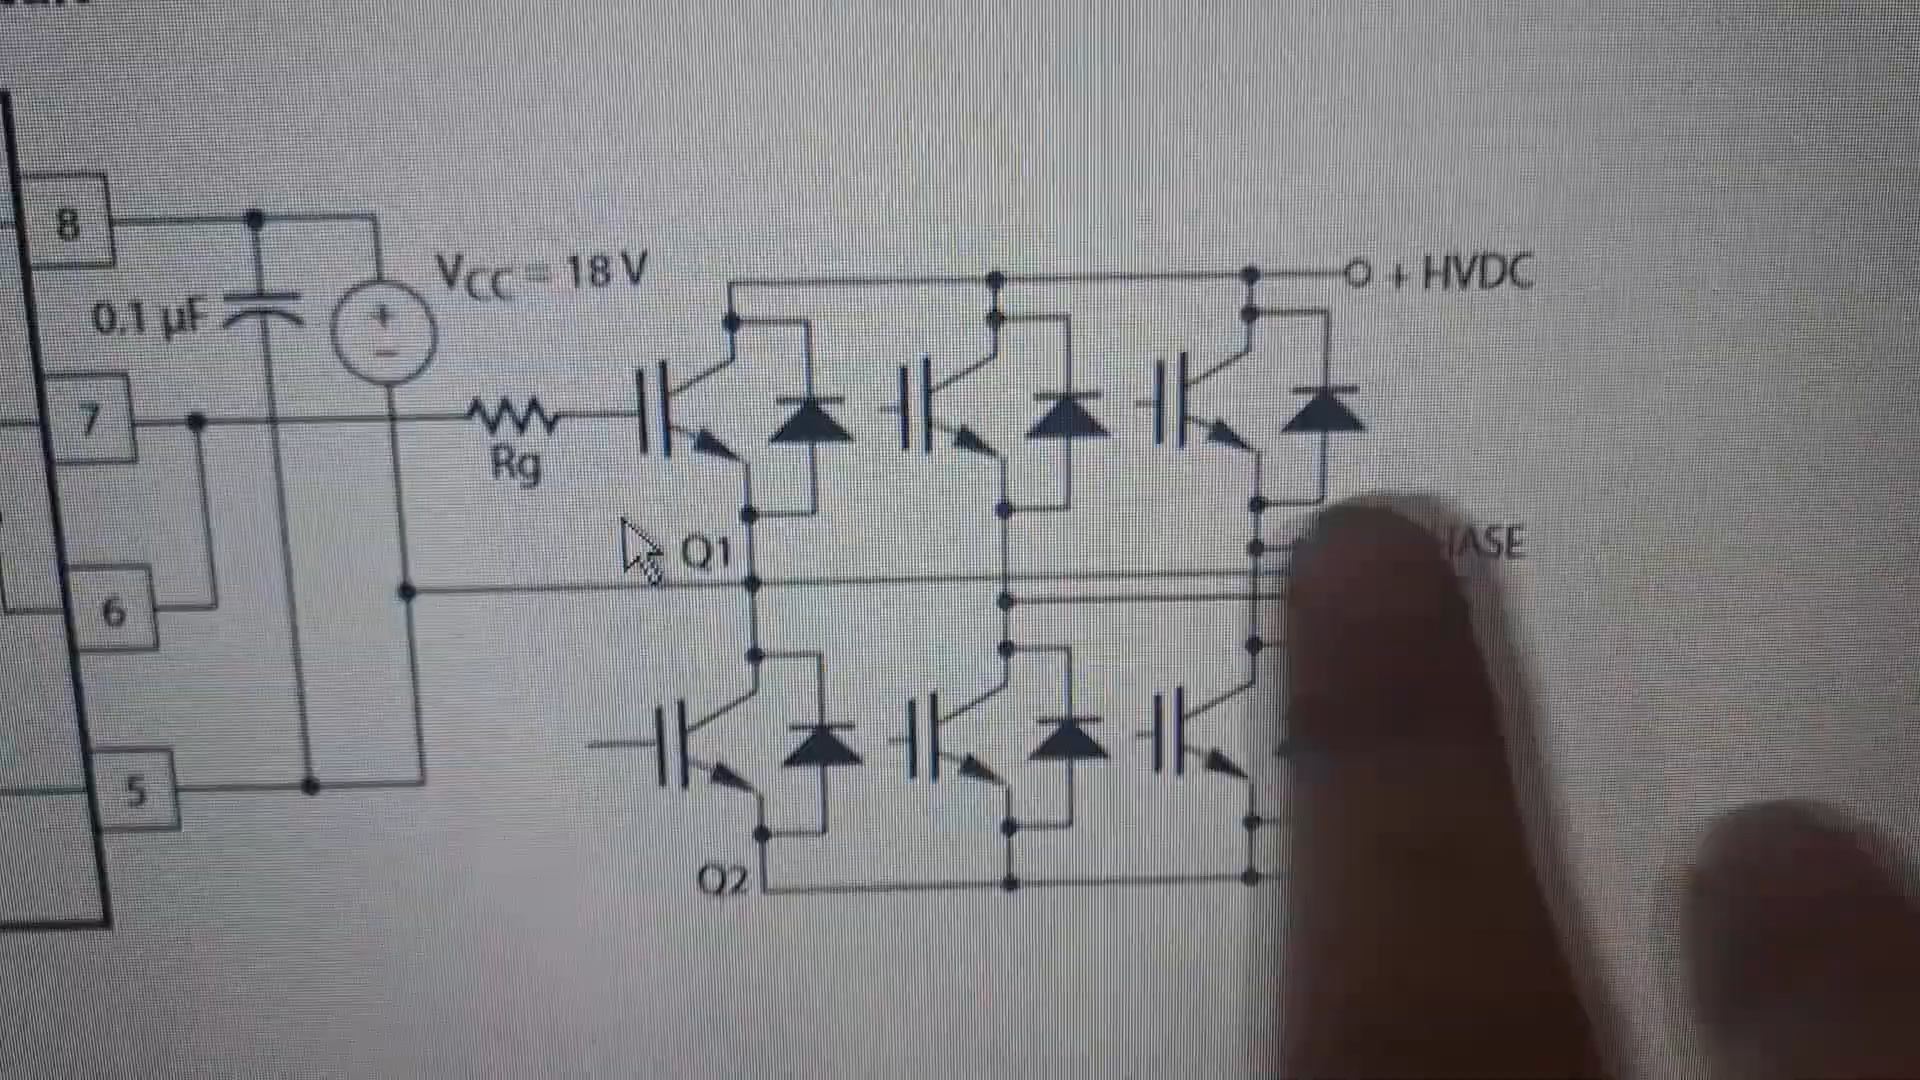 8
VCC = 18 V
+ HVDC
0.1 µF
+
−
7
Rg
Q1
6
5
Q2